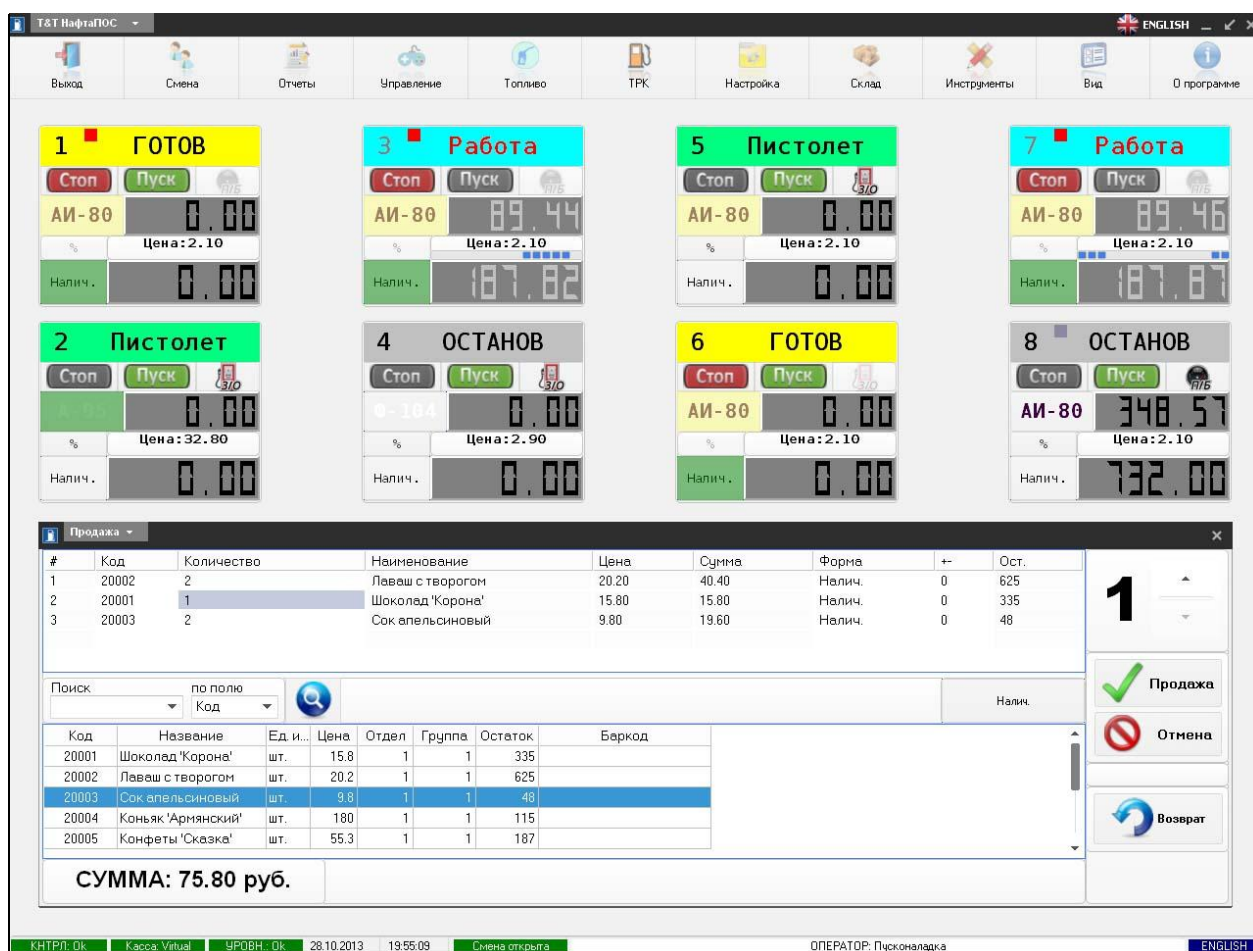 Т&Т НафтаПОС ENGLISH
Выход Смена Отчеты Управление Топливо ТРК Настройка Склад Инструменты Вид О программе
1 ГОТОВ
Стоп Пуск А/Б
АИ-80 0.00
% Цена:2.10
Налич. 0.00
3 Работа
Стоп Пуск А/Б
АИ-80 89.44
% Цена:2.10
Налич. 187.82
5 Пистолет
Стоп Пуск З/О
АИ-80 0.00
% Цена:2.10
Налич. 0.00
7 Работа
Стоп Пуск А/Б
АИ-80 89.46
% Цена:2.10
Налич. 187.87
2 Пистолет
Стоп Пуск З/О
А-95 0.00
% Цена:32.80
Налич. 0.00
4 ОСТАНОВ
Стоп Пуск З/О
0.00
% Цена:2.90
Налич. 0.00
6 ГОТОВ
Стоп Пуск З/О
АИ-80 0.00
% Цена:2.10
Налич. 0.00
8 ОСТАНОВ
Стоп Пуск А/Б
АИ-80 348.57
% Цена:2.10
Налич. 732.00
Продажа
# Код Количество Наименование Цена Сумма Форма +- Ост.
1 20002 2 Лаваш с творогом 20.20 40.40 Налич. 0 625
2 20001 1 Шоколад 'Корона' 15.80 15.80 Налич. 0 335
3 20003 2 Сок апельсиновый 9.80 19.60 Налич. 0 48
1
Поиск по полю
Код
Налич.
Продажа
Отмена
Возврат
Код Название Ед. и... Цена Отдел Группа Остаток Баркод
20001 Шоколад 'Корона' шт. 15.8 1 1 335
20002 Лаваш с творогом шт. 20.2 1 1 625
20003 Сок апельсиновый шт. 9.8 1 1 48
20004 Коньяк 'Армянский' шт. 180 1 1 115
20005 Конфеты 'Сказка' шт. 55.3 1 1 187
СУММА: 75.80 руб.
КНТРЛ: Ok Касса: Virtual УРОВН.: Ok 28.10.2013 19:55:09 Смена открыта ОПЕРАТОР: Пусконаладка ENGLISH